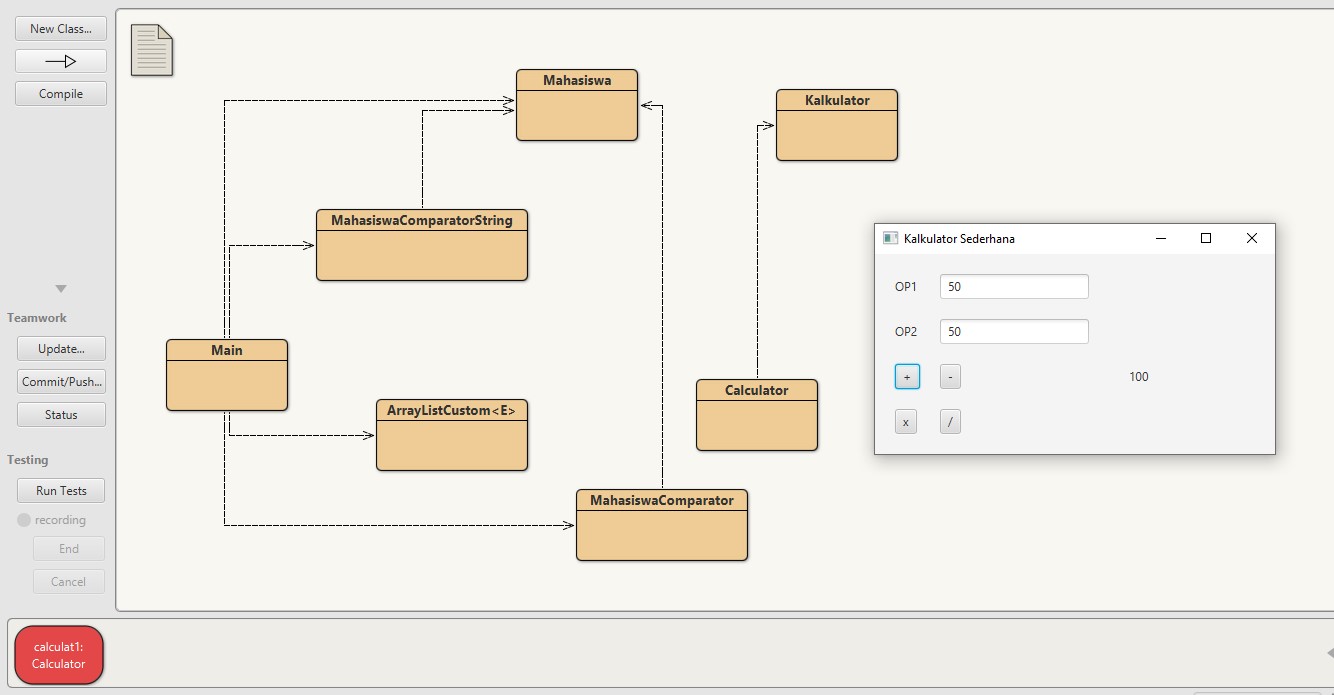 New Class...
Compile
Teamwork
Update...
Commit/Push...
Status
Testing
Run Tests
recording
End
Cancel
Mahasiswa
Kalkulator
MahasiswaComparatorString
Main
ArrayListCustom<E>
Calculator
MahasiswaComparator
Kalkulator Sederhana
OP1 50
OP2 50
+ - 100
x /
calculat1:
Calculator